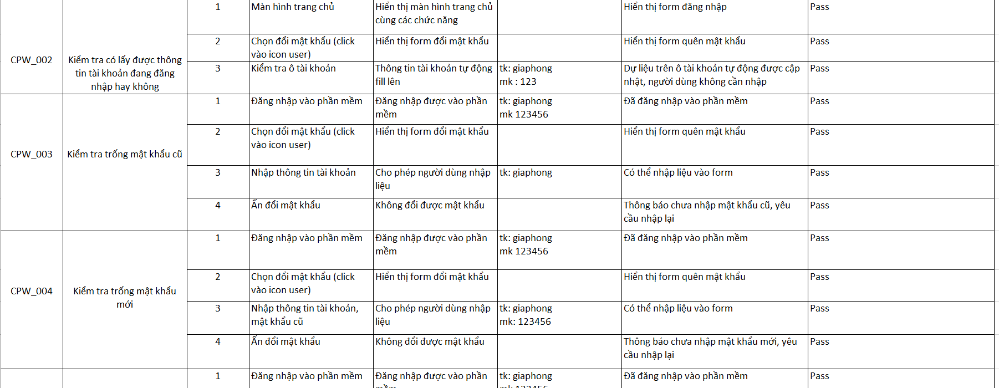 1 Màn hình trang chủ Hiển thị màn hình trang chủ Hiển thị form đăng nhập Pass
cùng các chức năng
2 Chọn đổi mật khẩu (click Hiển thị form đổi mật khẩu Hiển thị form quên mật khẩu Pass
vào icon user)
CPW_002 Kiểm tra có lấy được thông
tin tài khoản đang đăng
nhập hay không
3 Kiểm tra ô tài khoản Thông tin tài khoản tự động tk: giaphong Dự liệu trên ô tài khoản tự động được cập Pass
fill lên mk : 123 nhật, người dùng không cần nhập
1 Đăng nhập vào phần mềm Đăng nhập được vào phần tk: giaphong Đã đăng nhập vào phần mềm Pass
mềm mk 123456
2 Chọn đổi mật khẩu (click Hiển thị form đổi mật khẩu Hiển thị form quên mật khẩu Pass
vào icon user)
CPW_003 Kiểm tra trống mật khẩu cũ
3 Nhập thông tin tài khoản Cho phép người dùng nhập tk: giaphong Có thể nhập liệu vào form Pass
liệu
4 Ấn đổi mật khẩu Không đổi được mật khẩu Thông báo chưa nhập mật khẩu cũ, yêu Pass
cầu nhập lại
1 Đăng nhập vào phần mềm Đăng nhập được vào phần tk: giaphong Đã đăng nhập vào phần mềm Pass
mềm mk 123456
2 Chọn đổi mật khẩu (click Hiển thị form đổi mật khẩu Hiển thị form quên mật khẩu Pass
vào icon user)
CPW_004 Kiểm tra trống mật khẩu
mới
3 Nhập thông tin tài khoản, Cho phép người dùng nhập tk: giaphong Có thể nhập liệu vào form Pass
mật khẩu cũ liệu mk: 123456
4 Ấn đổi mật khẩu Không đổi được mật khẩu Thông báo chưa nhập mật khẩu mới, yêu Pass
cầu nhập lại
1 Đăng nhập vào phần mềm Đăng nhập được vào phần tk: giaphong Đã đăng nhập vào phần mềm Pass
mềm mk 123456